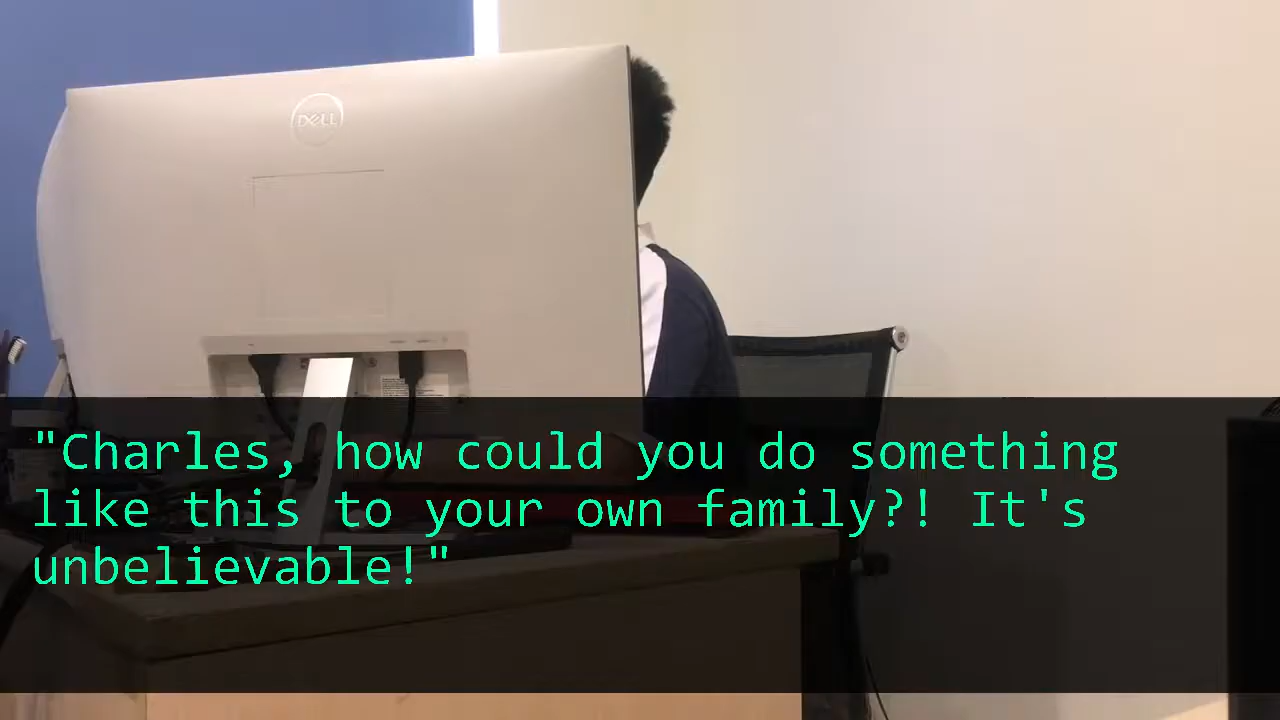 DELL
"Charles, how could you do something
like this to your own family?! It's
unbelievable!"